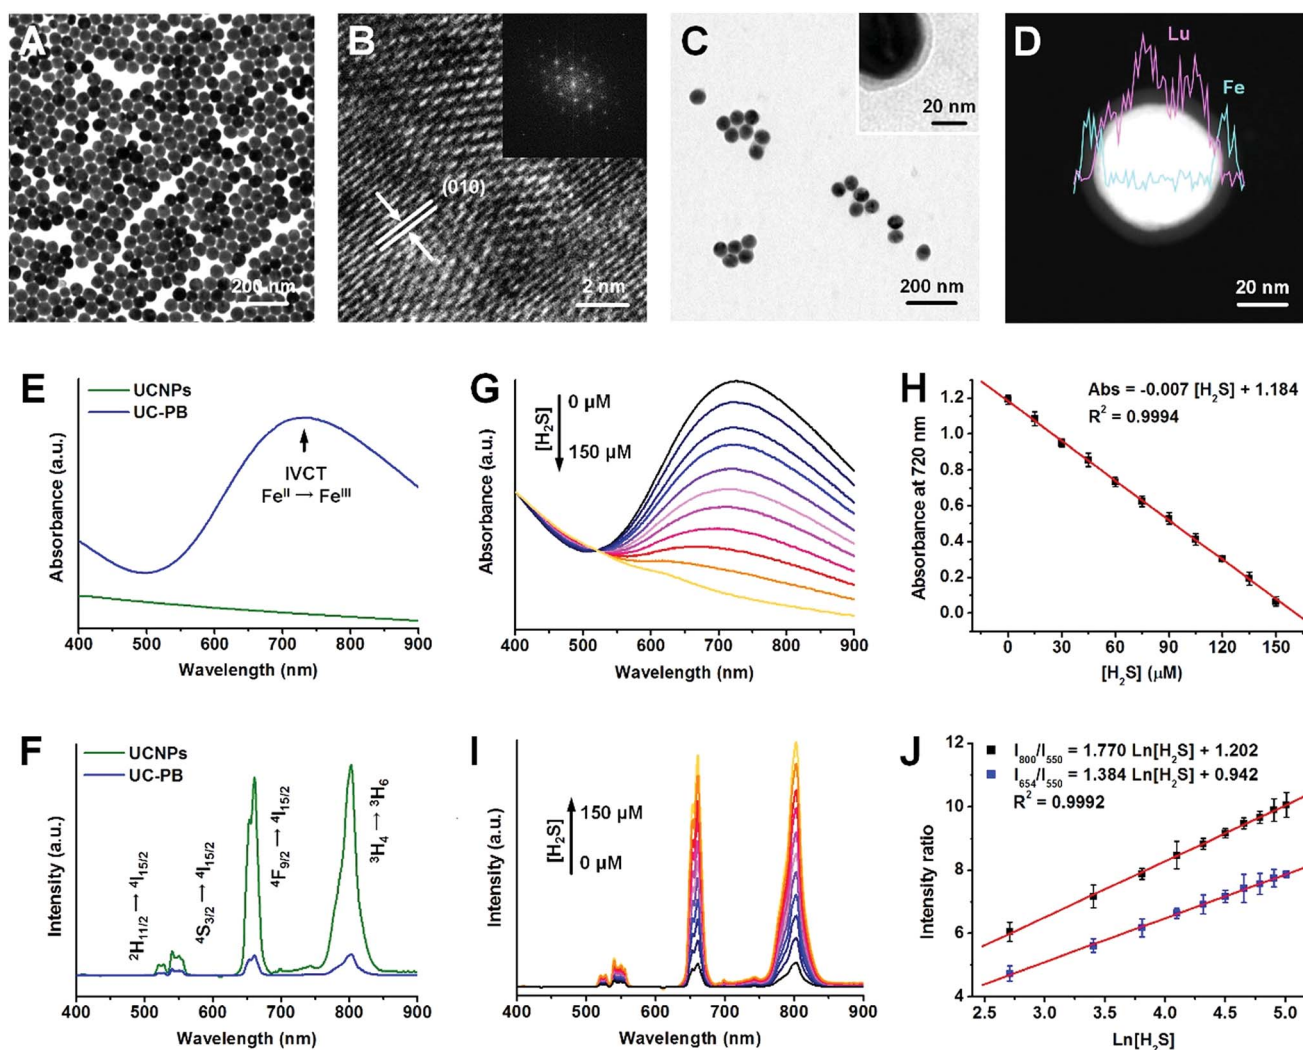 A
200 nm
B
(010)
2 nm
C
20 nm
200 nm
D
Lu
Fe
20 nm
E
UCNPs
UC-PB
IVCT
Feᴵᴵ → Feᴵᴵᴵ
Absorbance (a.u.)
400 500 600 700 800 900
Wavelength (nm)
G
[H₂S]
0 µM
150 µM
Absorbance (a.u.)
400 500 600 700 800 900
Wavelength (nm)
H
Abs = -0.007 [H₂S] + 1.184
R² = 0.9994
Absorbance at 720 nm
1.2
1.0
0.8
0.6
0.4
0.2
0.0
0 30 60 90 120 150
[H₂S] (µM)
F
UCNPs
UC-PB
²H₁₁/₂ → ⁴I₁₅/₂
⁴S₃/₂ → ⁴I₁₅/₂
⁴F₉/₂ → ⁴I₁₅/₂
³H₄ → ³H₆
Intensity (a.u.)
400 500 600 700 800 900
Wavelength (nm)
I
[H₂S]
150 µM
0 µM
Intensity (a.u.)
400 500 600 700 800 900
Wavelength (nm)
J
I₈₀₀/I₅₅₀ = 1.770 Ln[H₂S] + 1.202
I₆₅₄/I₅₅₀ = 1.384 Ln[H₂S] + 0.942
R² = 0.9992
Intensity ratio
12
10
8
6
4
2.5 3.0 3.5 4.0 4.5 5.0
Ln[H₂S]